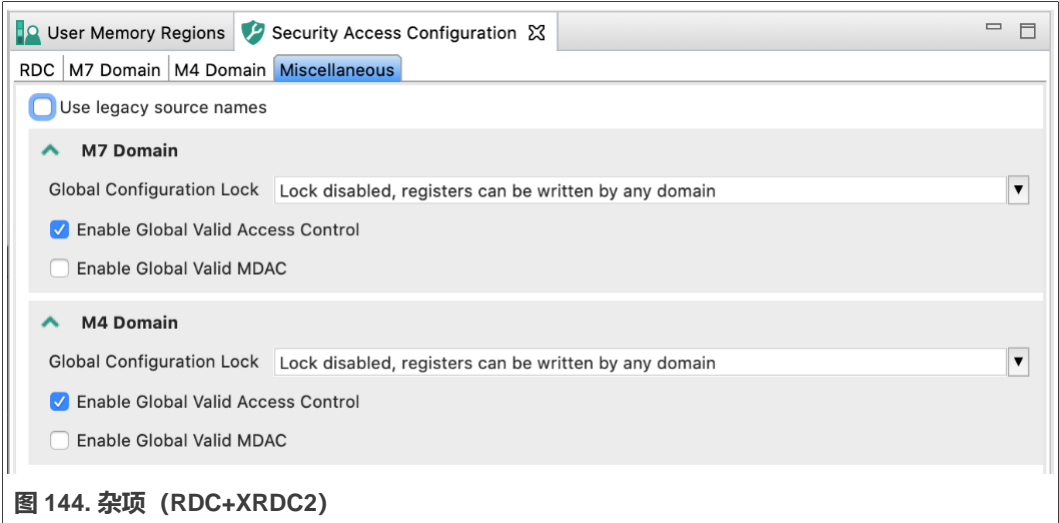 User Memory Regions Security Access Configuration
RDC M7 Domain M4 Domain Miscellaneous
Use legacy source names
M7 Domain
Global Configuration Lock Lock disabled, registers can be written by any domain
Enable Global Valid Access Control
Enable Global Valid MDAC
M4 Domain
Global Configuration Lock Lock disabled, registers can be written by any domain
Enable Global Valid Access Control
Enable Global Valid MDAC
图 144. 杂项（RDC+XRDC2）